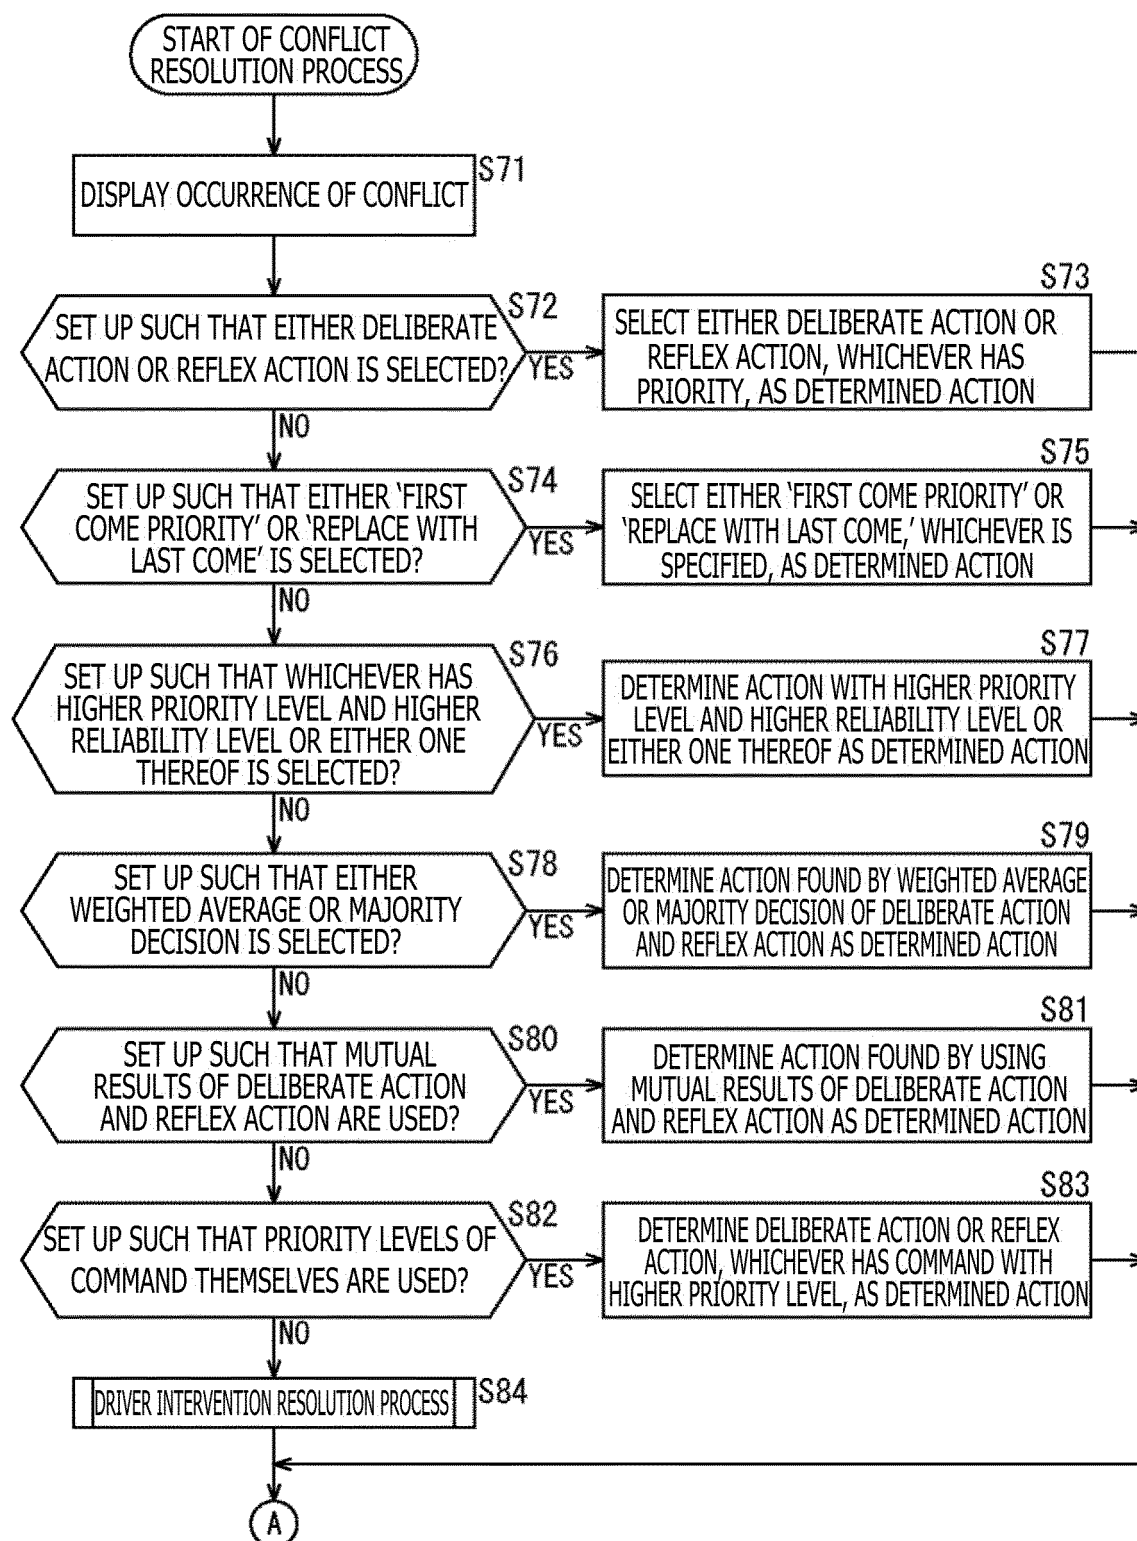 START OF CONFLICT
RESOLUTION PROCESS
S71
DISPLAY OCCURRENCE OF CONFLICT
S72
SET UP SUCH THAT EITHER DELIBERATE
ACTION OR REFLEX ACTION IS SELECTED?
YES
NO
S73
SELECT EITHER DELIBERATE ACTION OR
REFLEX ACTION, WHICHEVER HAS
PRIORITY, AS DETERMINED ACTION
S74
SET UP SUCH THAT EITHER ‘FIRST
COME PRIORITY’ OR ‘REPLACE WITH
LAST COME’ IS SELECTED?
YES
NO
S75
SELECT EITHER ‘FIRST COME PRIORITY’ OR
‘REPLACE WITH LAST COME,’ WHICHEVER IS
SPECIFIED, AS DETERMINED ACTION
S76
SET UP SUCH THAT WHICHEVER HAS
HIGHER PRIORITY LEVEL AND HIGHER
RELIABILITY LEVEL OR EITHER ONE
THEREOF IS SELECTED?
YES
NO
S77
DETERMINE ACTION WITH HIGHER PRIORITY
LEVEL AND HIGHER RELIABILITY LEVEL OR
EITHER ONE THEREOF AS DETERMINED ACTION
S78
SET UP SUCH THAT EITHER
WEIGHTED AVERAGE OR MAJORITY
DECISION IS SELECTED?
YES
NO
S79
DETERMINE ACTION FOUND BY WEIGHTED AVERAGE
OR MAJORITY DECISION OF DELIBERATE ACTION
AND REFLEX ACTION AS DETERMINED ACTION
S80
SET UP SUCH THAT MUTUAL
RESULTS OF DELIBERATE ACTION
AND REFLEX ACTION ARE USED?
YES
NO
S81
DETERMINE ACTION FOUND BY USING
MUTUAL RESULTS OF DELIBERATE ACTION
AND REFLEX ACTION AS DETERMINED ACTION
S82
SET UP SUCH THAT PRIORITY LEVELS OF
COMMAND THEMSELVES ARE USED?
YES
NO
S83
DETERMINE DELIBERATE ACTION OR REFLEX
ACTION, WHICHEVER HAS COMMAND WITH
HIGHER PRIORITY LEVEL, AS DETERMINED ACTION
S84
DRIVER INTERVENTION RESOLUTION PROCESS
A